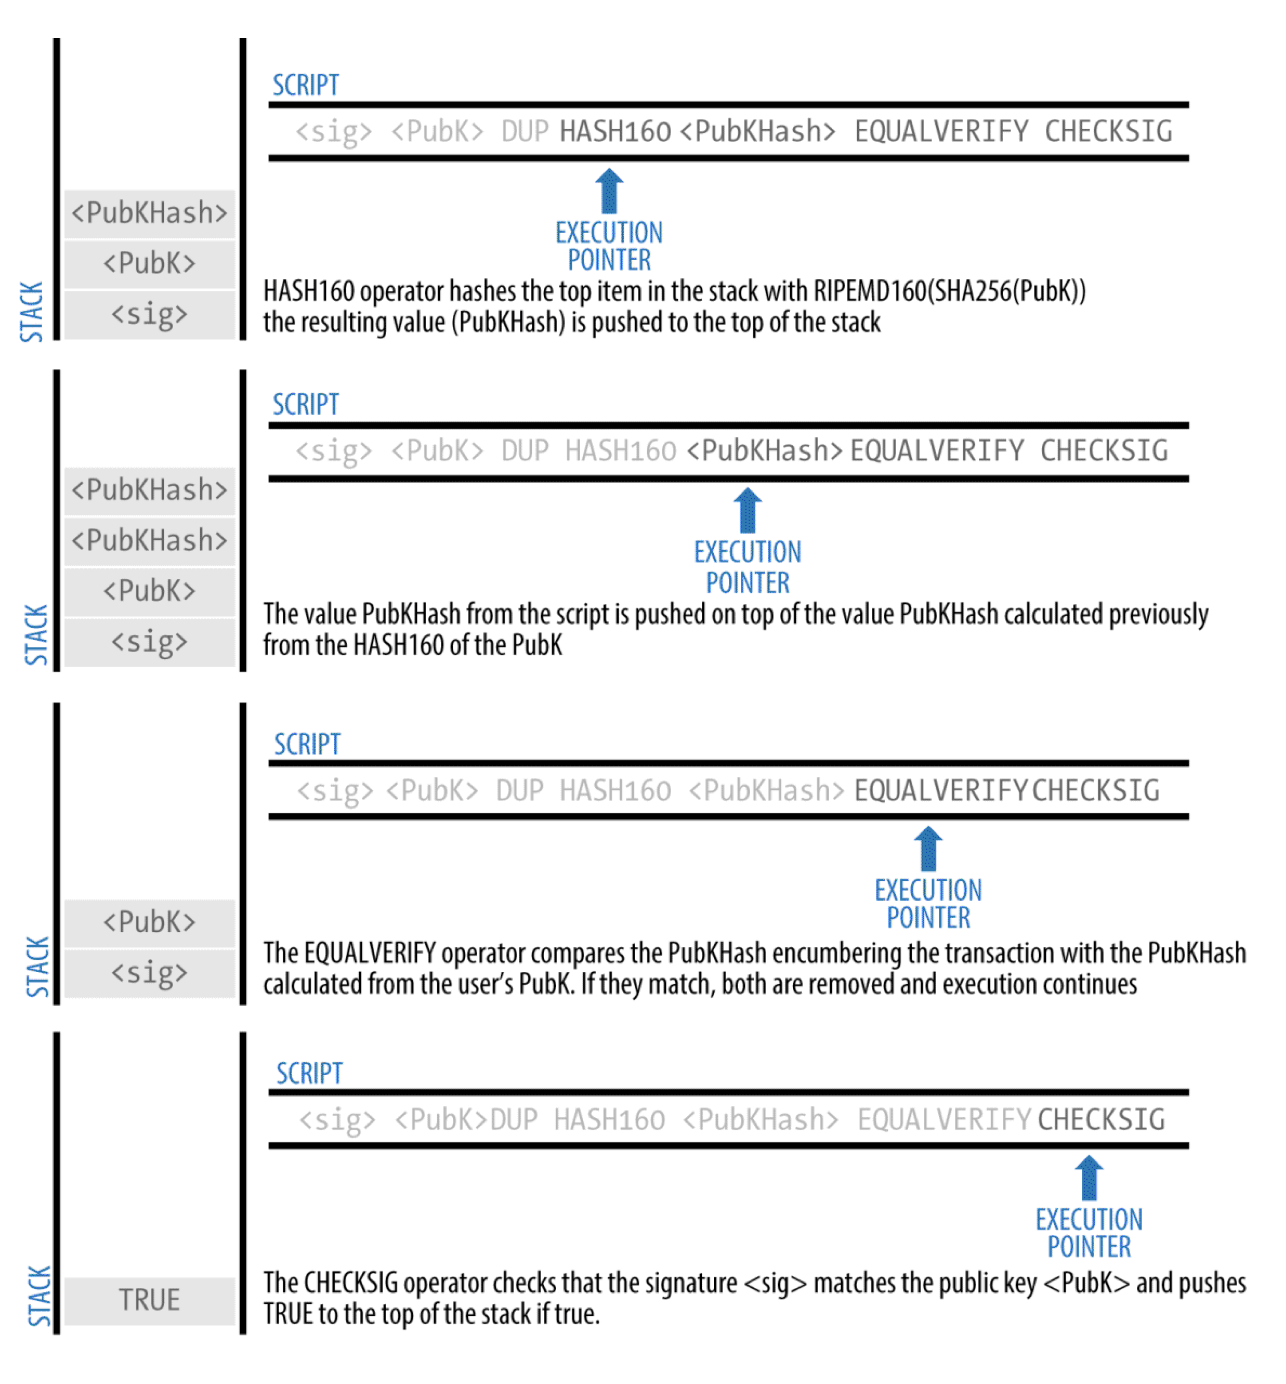 SCRIPT
<sig> <PubK> DUP HASH160 <PubKHash> EQUALVERIFY CHECKSIG
<PubKHash>
<PubK>
<sig>
STACK
EXECUTION
POINTER
HASH160 operator hashes the top item in the stack with RIPEMD160(SHA256(PubK))
the resulting value (PubKHash) is pushed to the top of the stack
SCRIPT
<sig> <PubK> DUP HASH160 <PubKHash> EQUALVERIFY CHECKSIG
<PubKHash>
<PubKHash>
<PubK>
<sig>
STACK
EXECUTION
POINTER
The value PubKHash from the script is pushed on top of the value PubKHash calculated previously
from the HASH160 of the PubK
SCRIPT
<sig> <PubK> DUP HASH160 <PubKHash> EQUALVERIFY CHECKSIG
<PubK>
<sig>
STACK
EXECUTION
POINTER
The EQUALVERIFY operator compares the PubKHash encumbering the transaction with the PubKHash
calculated from the user's PubK. If they match, both are removed and execution continues
SCRIPT
<sig> <PubK> DUP HASH160 <PubKHash> EQUALVERIFY CHECKSIG
TRUE
STACK
EXECUTION
POINTER
The CHECKSIG operator checks that the signature <sig> matches the public key <PubK> and pushes
TRUE to the top of the stack if true.